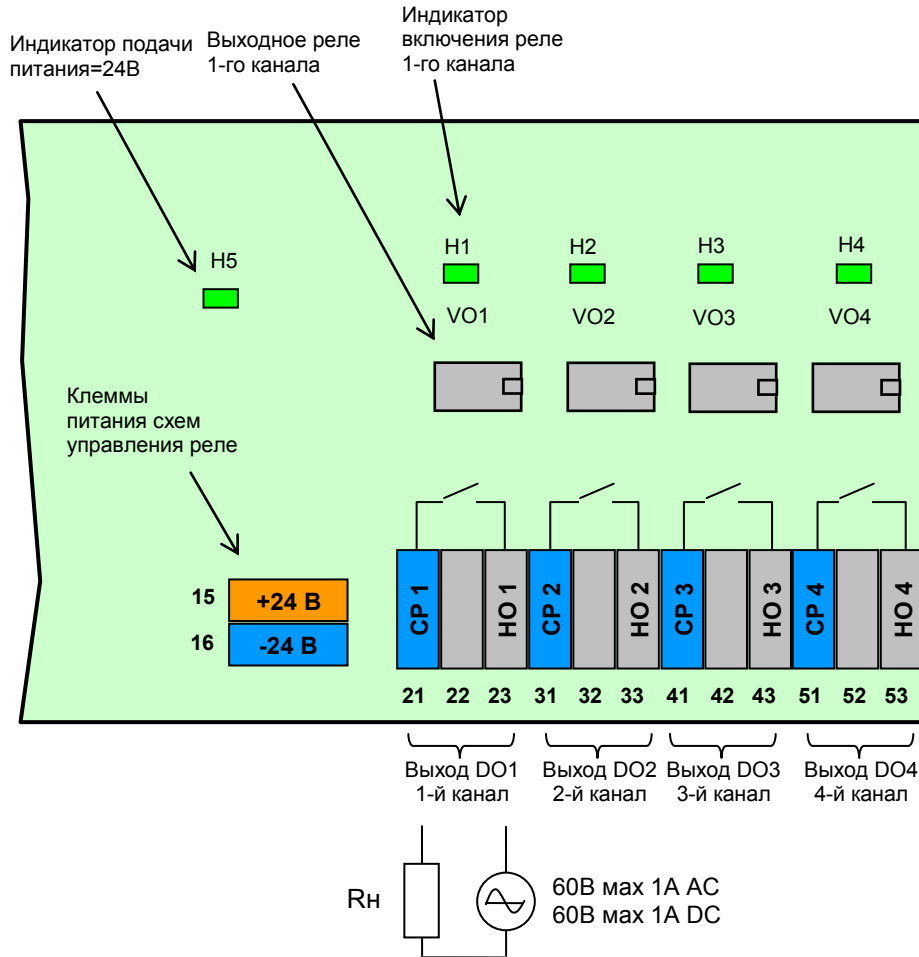 Индикатор подачи
питания=24В
Выходное реле
1-го канала
Индикатор
включения реле
1-го канала
H5
H1
H2
H3
H4
VO1
VO2
VO3
VO4
Клеммы
питания схем
управления реле
15
+24 В
16
-24 В
СР 1
НО 1
СР 2
НО 2
СР 3
НО 3
СР 4
НО 4
21
22
23
31
32
33
41
42
43
51
52
53
Выход DO1
1-й канал
Выход DO2
2-й канал
Выход DO3
3-й канал
Выход DO4
4-й канал
Rн
60В мах 1А AC
60В мах 1А DC